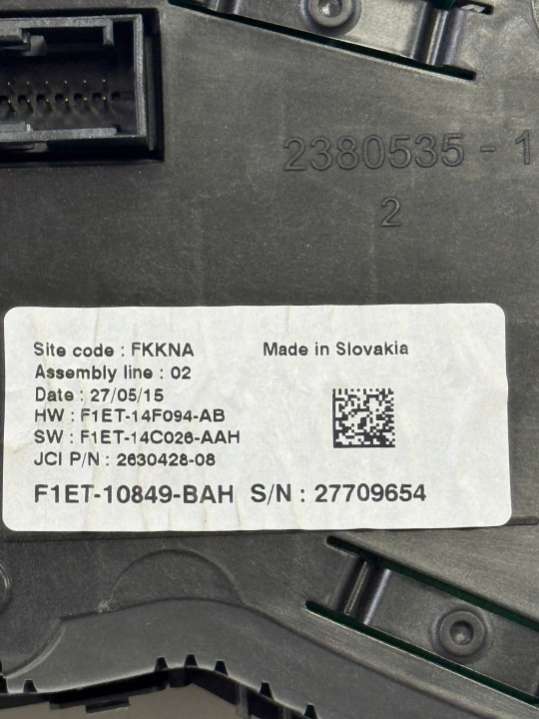 2380535-1
2
Site code : FKKNA Made in Slovakia
Assembly line : 02
Date : 27/05/15
HW : F1ET-14F094-AB
SW : F1ET-14C026-AAH
JCI P/N : 2630428-08
F1ET-10849-BAH S/N : 27709654